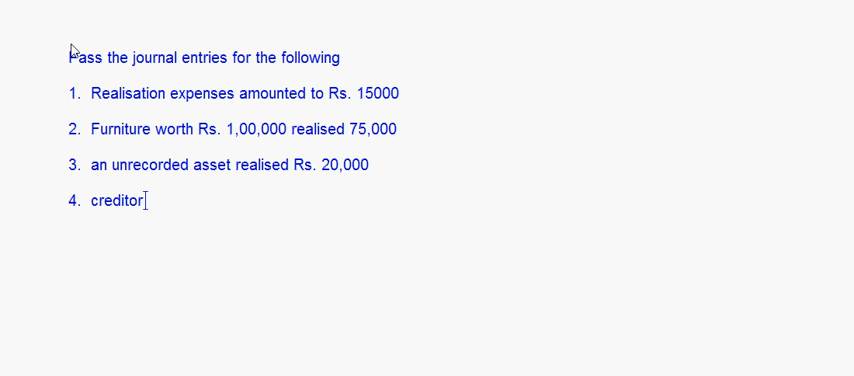 Pass the journal entries for the following
1. Realisation expenses amounted to Rs. 15000
2. Furniture worth Rs. 1,00,000 realised 75,000
3. an unrecorded asset realised Rs. 20,000
4. creditor